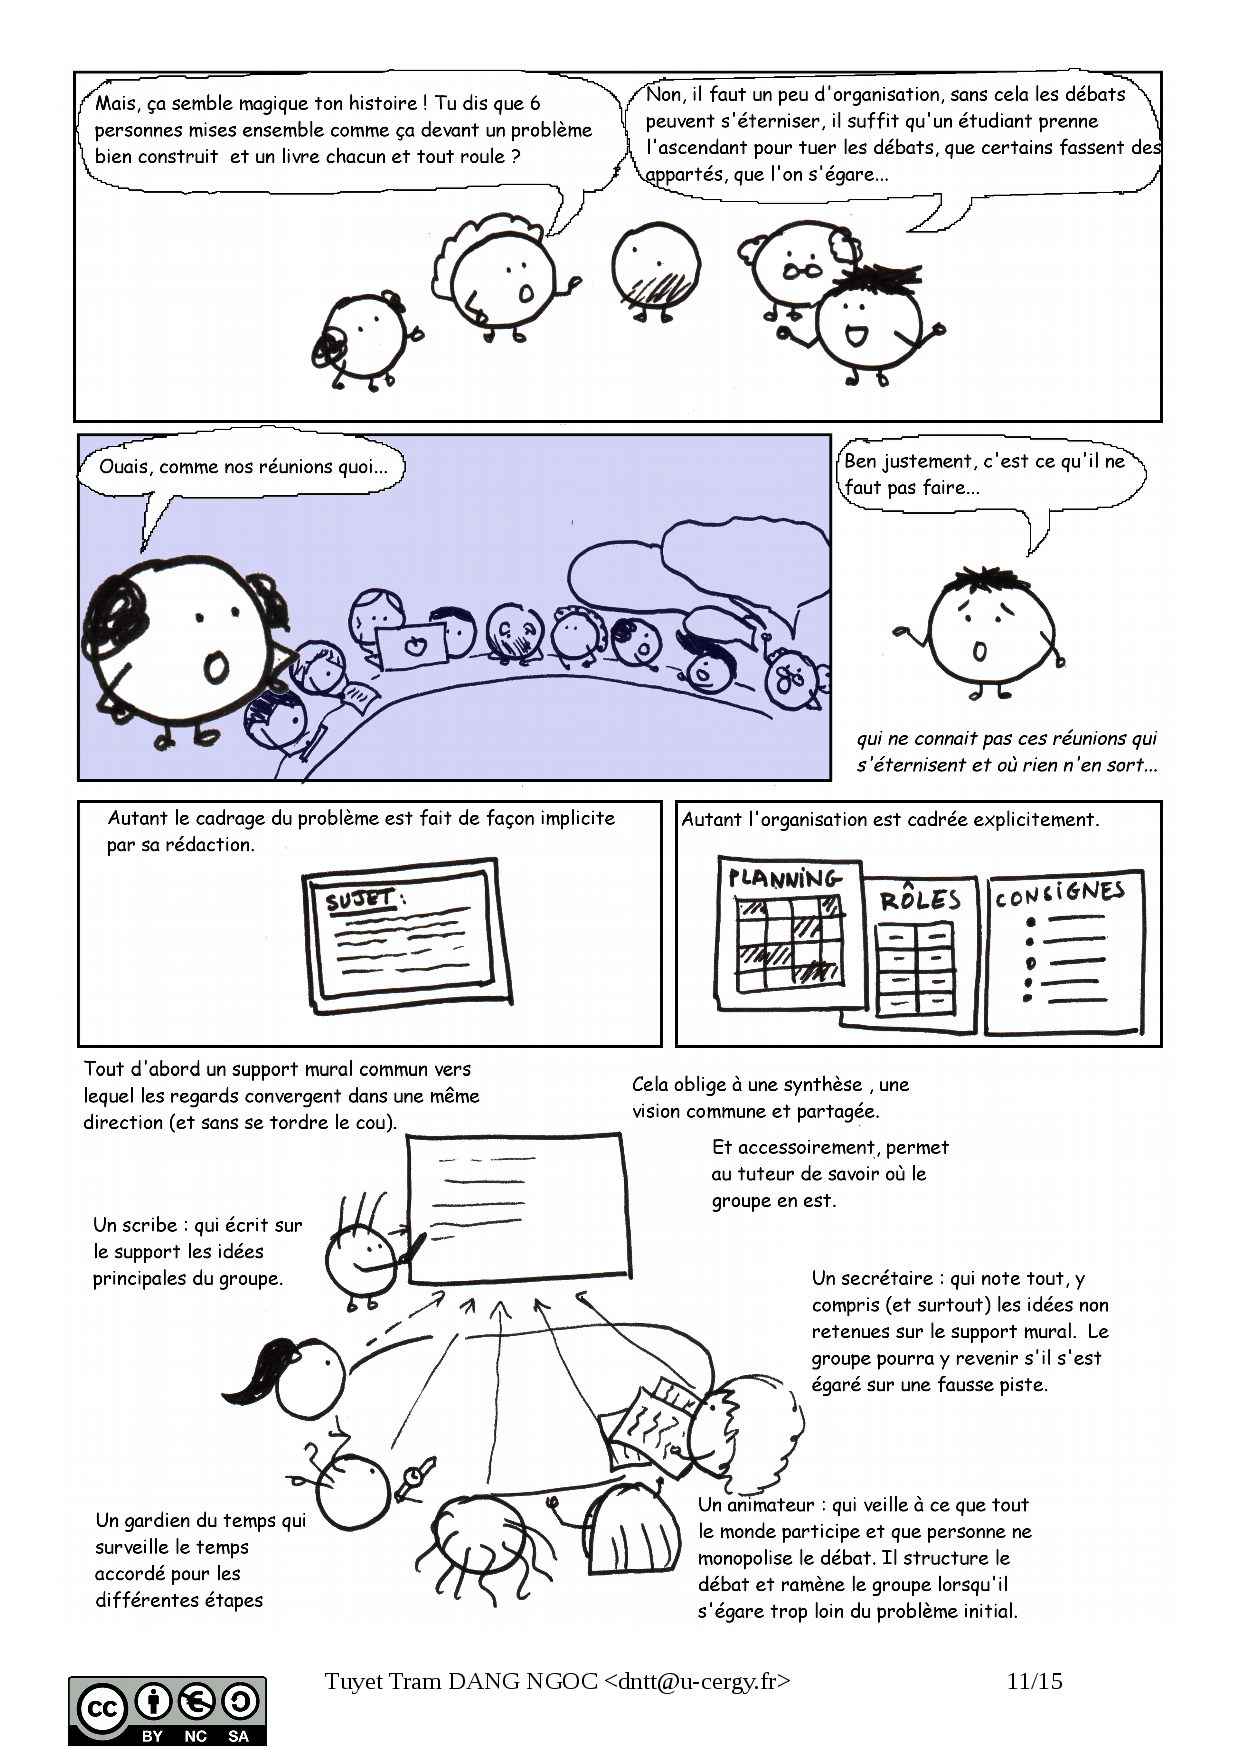 Mais, ça semble magique ton histoire ! Tu dis que 6
personnes mises ensemble comme ça devant un problème
bien construit et un livre chacun et tout roule ?
Non, il faut un peu d'organisation, sans cela les débats
peuvent s'éterniser, il suffit qu'un étudiant prenne
l'ascendant pour tuer les débats, que certains fassent des
appartés, que l'on s'égare...
Ouais, comme nos réunions quoi...
Ben justement, c'est ce qu'il ne
faut pas faire...
qui ne connait pas ces réunions qui
s'éternisent et où rien n'en sort...
Autant le cadrage du problème est fait de façon implicite
par sa rédaction.
SUJET :
Autant l'organisation est cadrée explicitement.
PLANNING
RÔLES
CONSIGNES
Tout d'abord un support mural commun vers
lequel les regards convergent dans une même
direction (et sans se tordre le cou).
Cela oblige à une synthèse , une
vision commune et partagée.
Et accessoirement, permet
au tuteur de savoir où le
groupe en est.
Un scribe : qui écrit sur
le support les idées
principales du groupe.
Un secrétaire : qui note tout, y
compris (et surtout) les idées non
retenues sur le support mural. Le
groupe pourra y revenir s'il s'est
égaré sur une fausse piste.
Un gardien du temps qui
surveille le temps
accordé pour les
différentes étapes
Un animateur : qui veille à ce que tout
le monde participe et que personne ne
monopolise le débat. Il structure le
débat et ramène le groupe lorsqu'il
s'égare trop loin du problème initial.
Tuyet Tram DANG NGOC <dntt@u-cergy.fr>
11/15
cc
BY NC SA